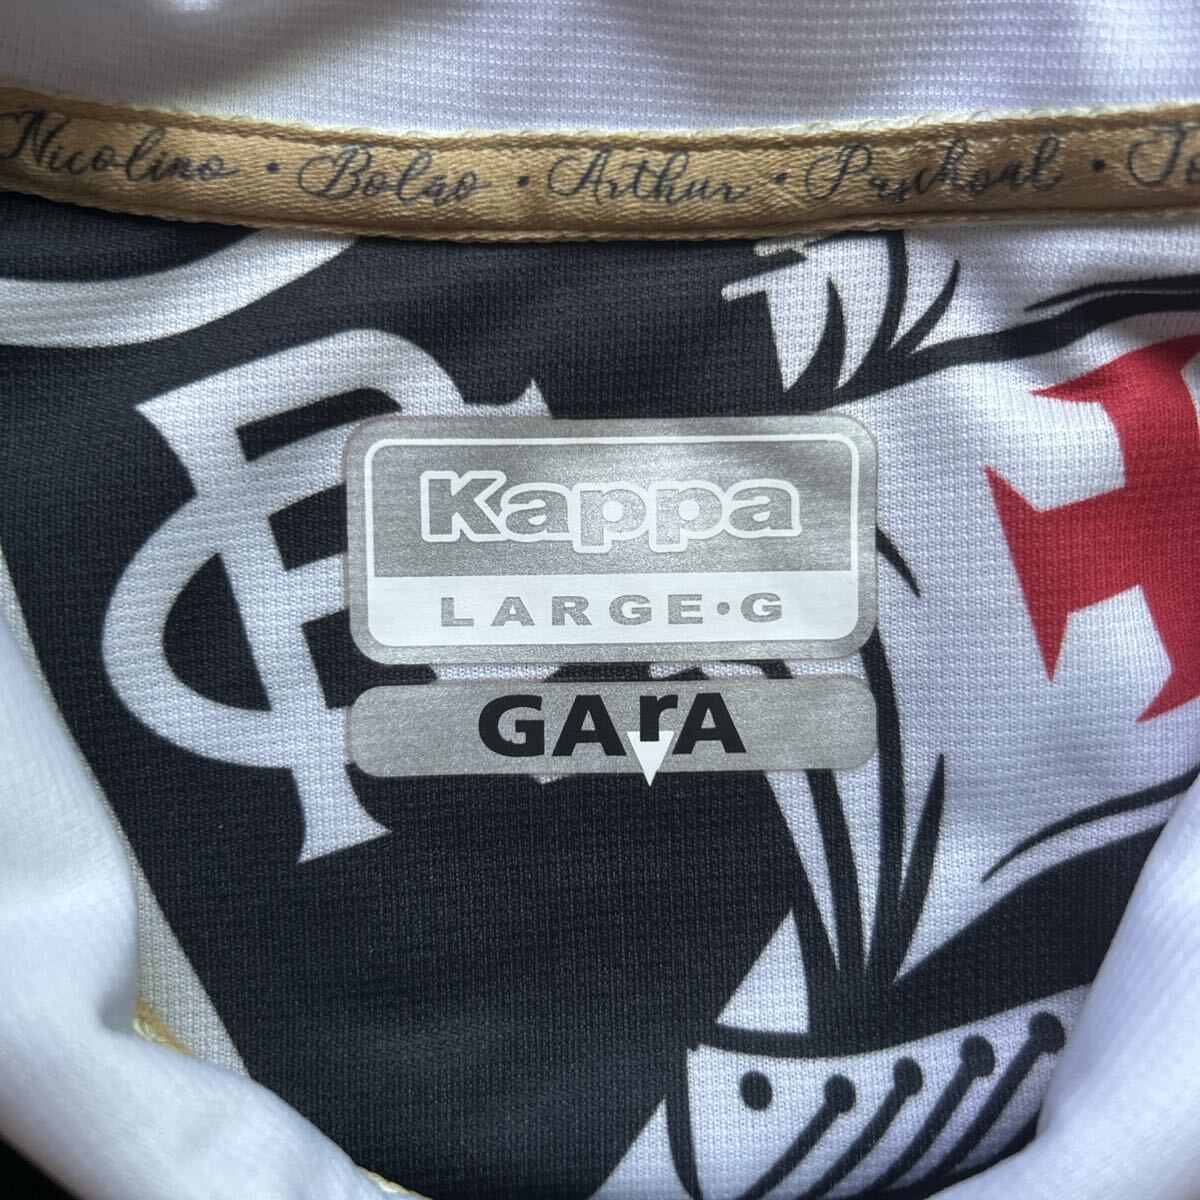 Nicolino • Bolao • Arthur • Paschoal •
Kappa
LARGE•G
GArA